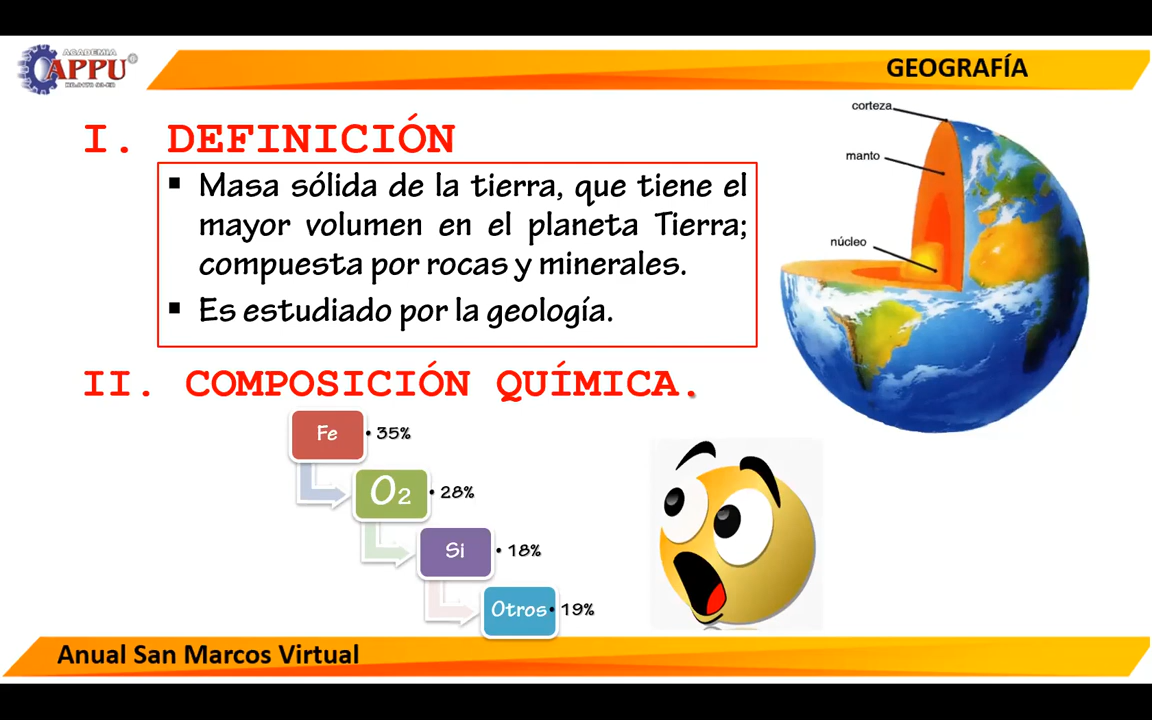 ACADEMIA
APPU
GEOGRAFÍA
I. DEFINICIÓN
▪ Masa sólida de la tierra, que tiene el
mayor volumen en el planeta Tierra;
compuesta por rocas y minerales.
▪ Es estudiado por la geología.
corteza
manto
núcleo
II. COMPOSICIÓN QUÍMICA.
Fe • 35%
O2 • 28%
Si • 18%
Otros • 19%
Anual San Marcos Virtual